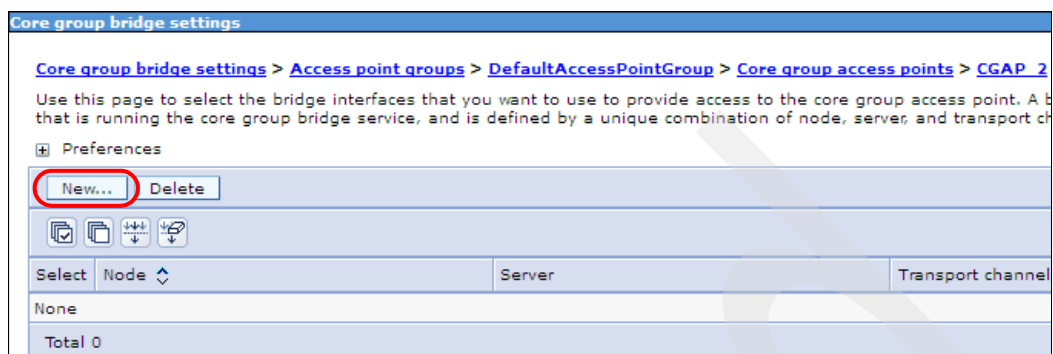 Core group bridge settings
Core group bridge settings > Access point groups > DefaultAccessPointGroup > Core group access points > CGAP_2
Use this page to select the bridge interfaces that you want to use to provide access to the core group access point. A
that is running the core group bridge service, and is defined by a unique combination of node, server, and transport
Preferences
New... Delete
Select Node Server Transport channel
None
Total 0